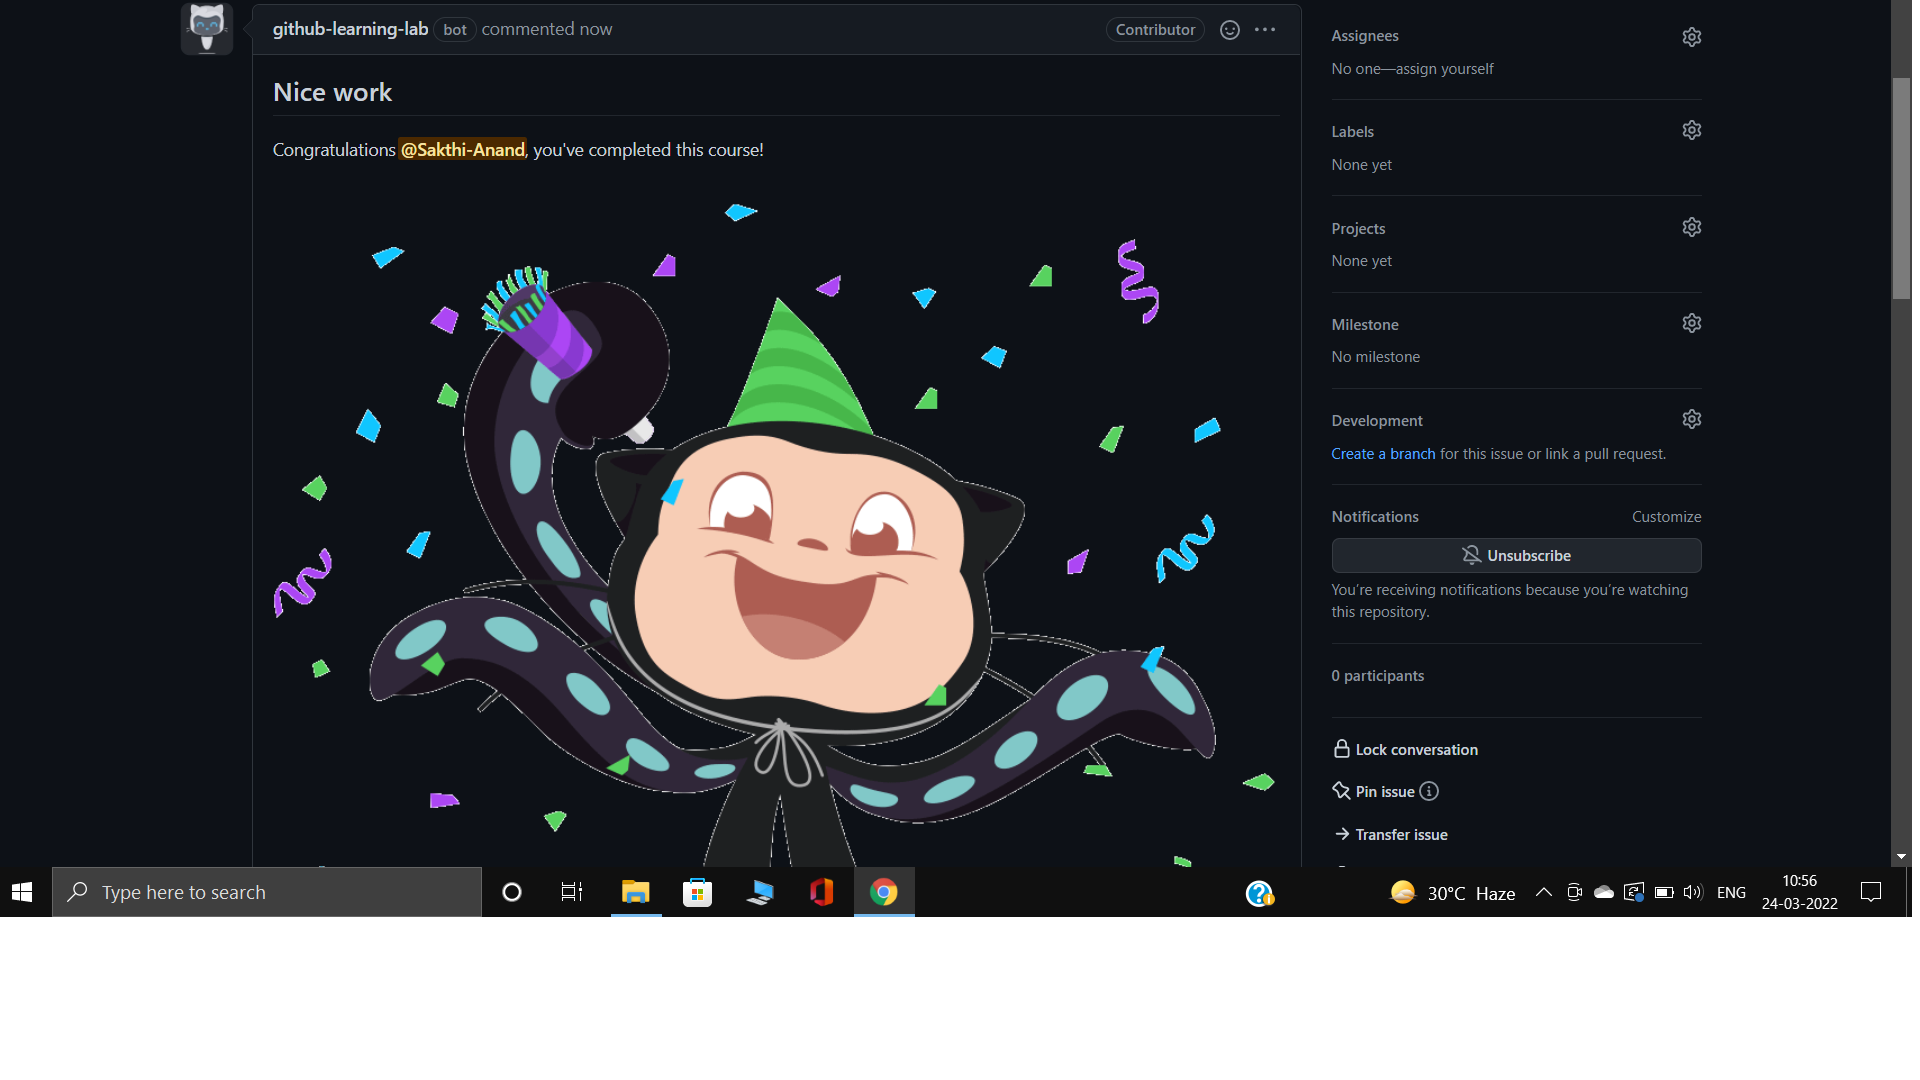 github-learning-lab bot commented now
Contributor
Nice work
Congratulations @Sakthi-Anand, you've completed this course!
Assignees
No one—assign yourself
Labels
None yet
Projects
None yet
Milestone
No milestone
Development
Create a branch for this issue or link a pull request.
Notifications
Customize
Unsubscribe
You're receiving notifications because you're watching
this repository.
0 participants
Lock conversation
Pin issue
Transfer issue
Type here to search
30°C Haze
ENG
10:56
24-03-2022